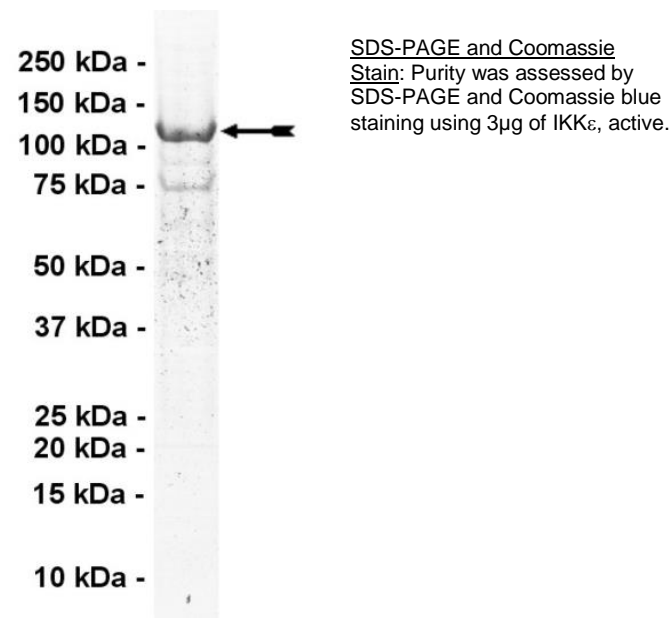 250 kDa -
150 kDa -
100 kDa -
75 kDa -
50 kDa -
37 kDa -
25 kDa -
20 kDa -
15 kDa -
10 kDa -
SDS-PAGE and Coomassie
Stain: Purity was assessed by
SDS-PAGE and Coomassie blue
staining using 3µg of IKKε, active.